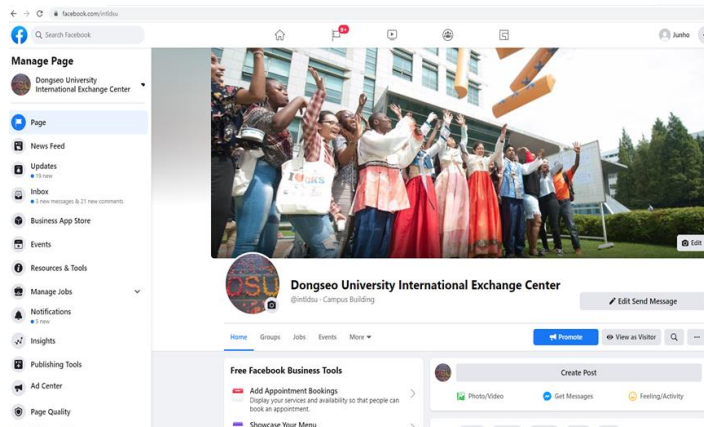 facebook.com/intldsu
Search Facebook
9+
Junho
Manage Page
Dongseo University
International Exchange Center
Page
News Feed
Updates
19 new
Inbox
3 new messages & 21 new comments
Business App Store
Events
Resources & Tools
Manage Jobs
Notifications
5 new
Insights
Publishing Tools
Ad Center
Page Quality
Edit
DSU
Dongseo University International Exchange Center
@intldsu · Campus Building
Edit Send Message
Home Groups Jobs Events More
Promote View as Visitor
Free Facebook Business Tools
Add Appointment Bookings
Display your services and availability so that people can
book an appointment.
Showcase Your Menu
Create Post
Photo/Video Get Messages Feeling/Activity